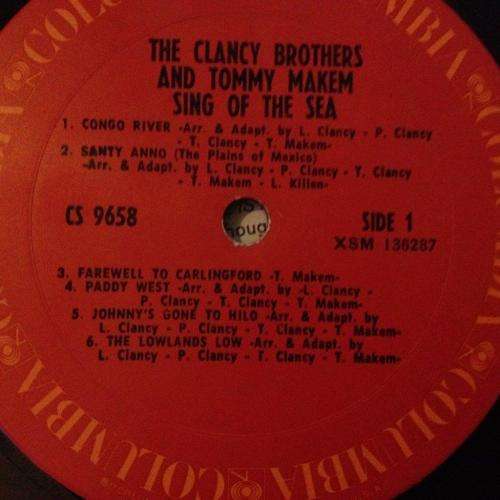 THE CLANCY BROTHERS
AND TOMMY MAKEM
SING OF THE SEA
1. CONGO RIVER -Arr. & Adapt. by L. Clancy - P. Clancy
- T. Clancy - T. Makem-
2. SANTY ANNO (The Plains of Mexico)
-Arr. & Adapt. by L. Clancy - P. Clancy - T. Clancy
- T. Makem - L. Killen-
CS 9658
SIDE 1
XSM 136287
3. FAREWELL TO CARLINGFORD -T. Makem-
4. PADDY WEST -Arr. & Adapt. by -L. Clancy -
P. Clancy - T. Clancy - T. Makem-
5. JOHNNY'S GONE TO HILO -Arr. & Adapt. by
L. Clancy - P. Clancy - T. Clancy - T. Makem-
6. THE LOWLANDS LOW -Arr. & Adapt. by
L. Clancy - P. Clancy - T. Clancy - T. Makem-
COLUMBIA
COLUMBIA
COLUMBIA
COLUMBIA